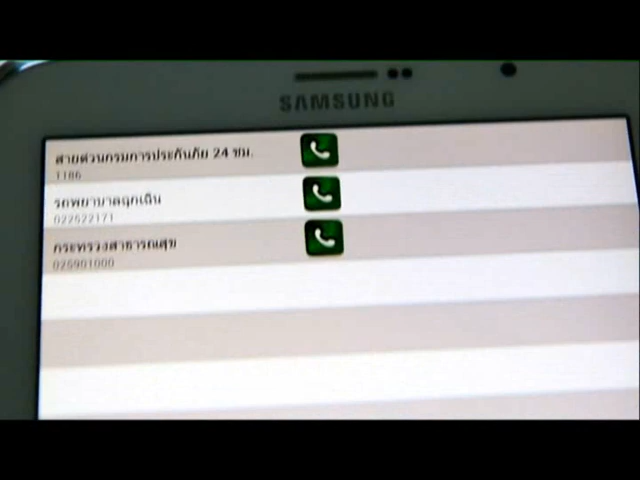 SAMSUNG
สายด่วนกรมการประกันภัย 24 ชม.
1186
รถพยาบาลฉุกเฉิน
022522171
กระทรวงสาธารณสุข
025901000